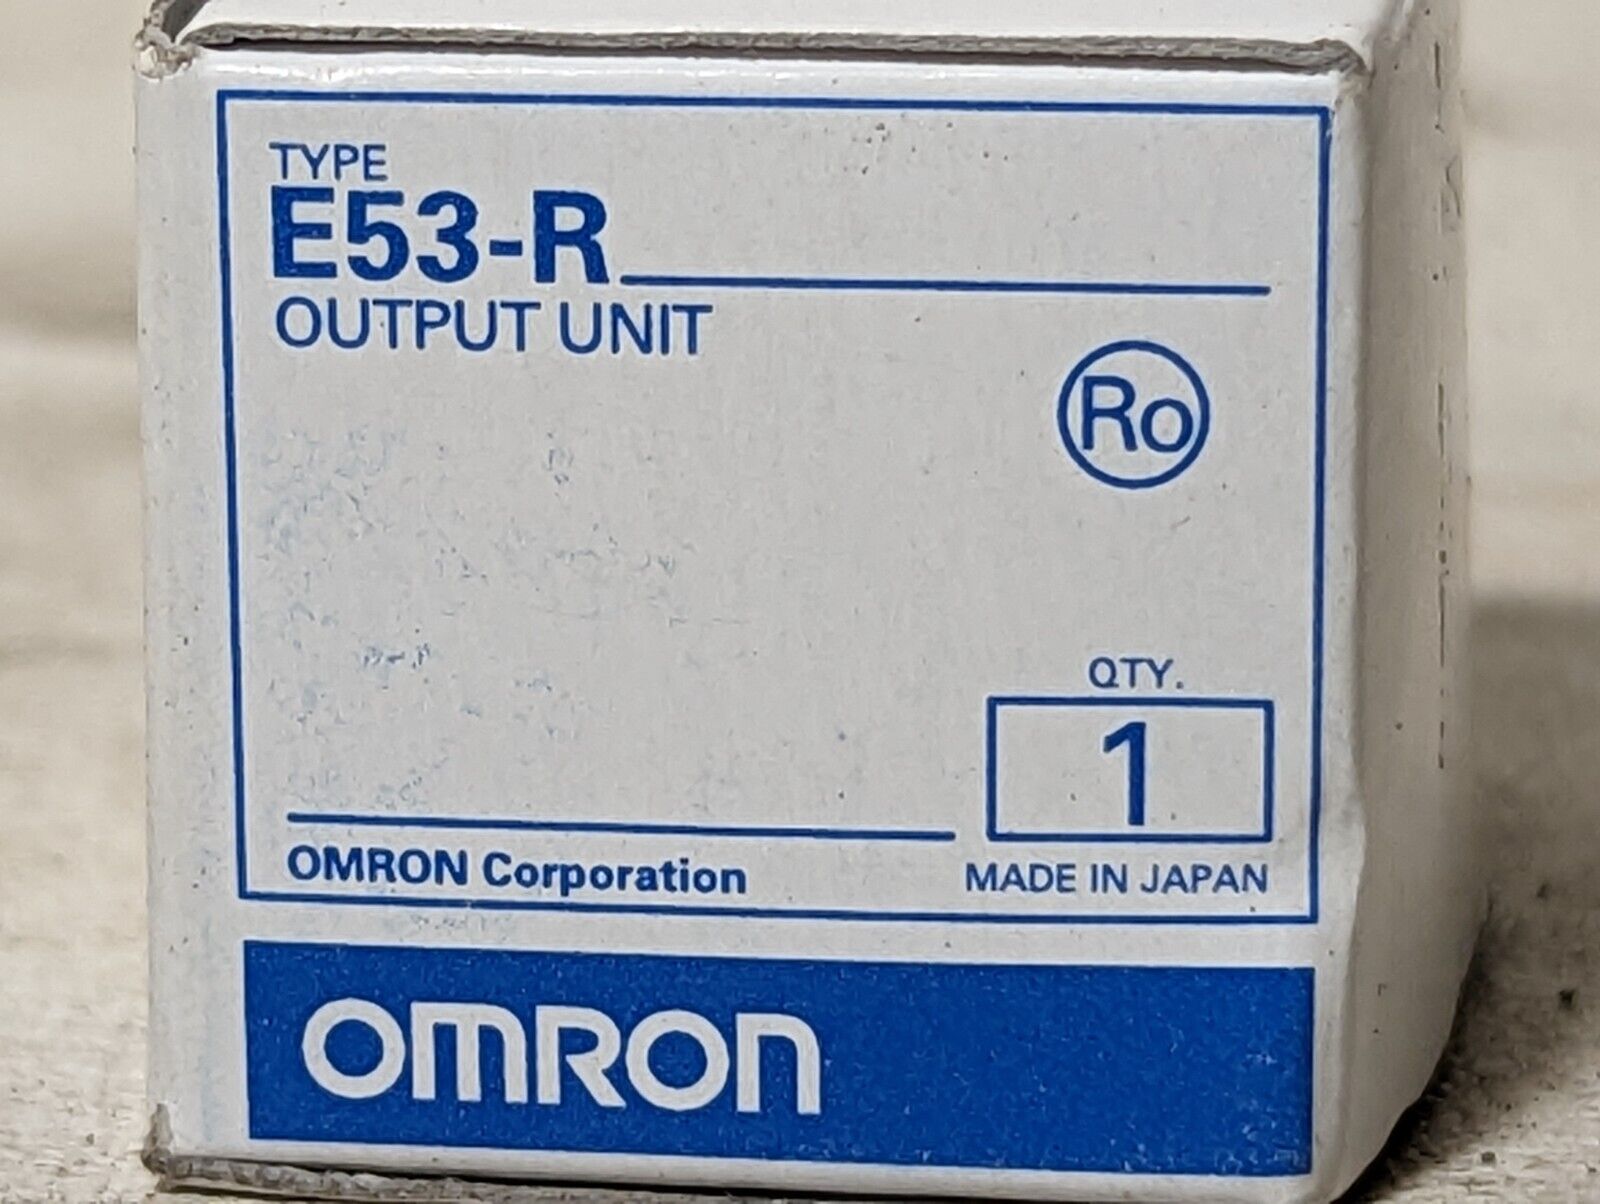 TYPE
E53-R
OUTPUT UNIT
Ro
QTY.
1
OMRON Corporation
MADE IN JAPAN
OMRON